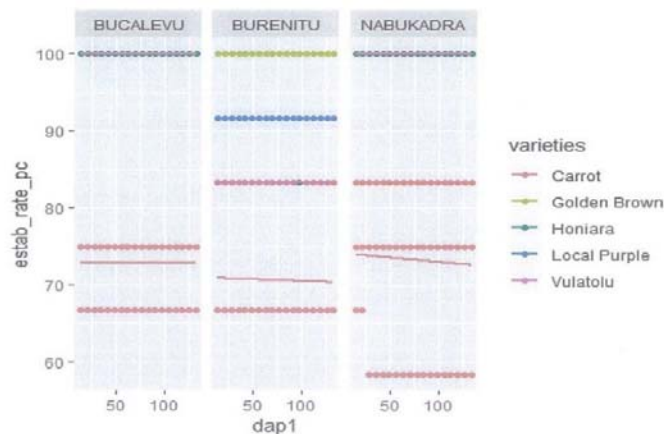 BUCALEVU BURENITU NABUKADRA
100
90
80
70
60
estab_rate_pc
50 100 50 100 50 100
dap1
varieties
Carrot
Golden Brown
Honiara
Local Purple
Vulatolu